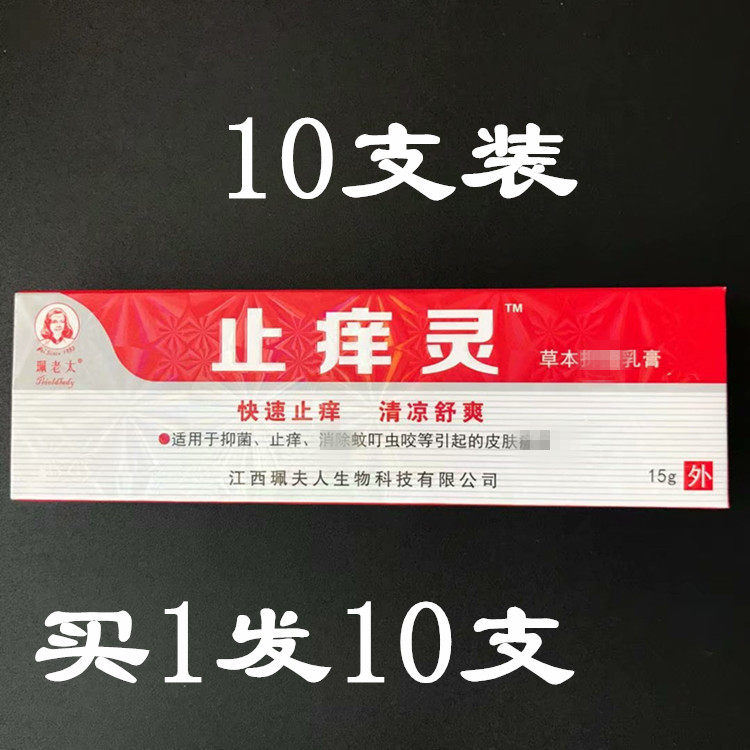 10支装
止痒灵™
草本 乳膏
珮老太®
快速止痒 清凉舒爽
适用于抑菌、止痒、消除蚊叮虫咬等引起的皮肤
江西珮夫人生物科技有限公司
15g 外
买1发10支